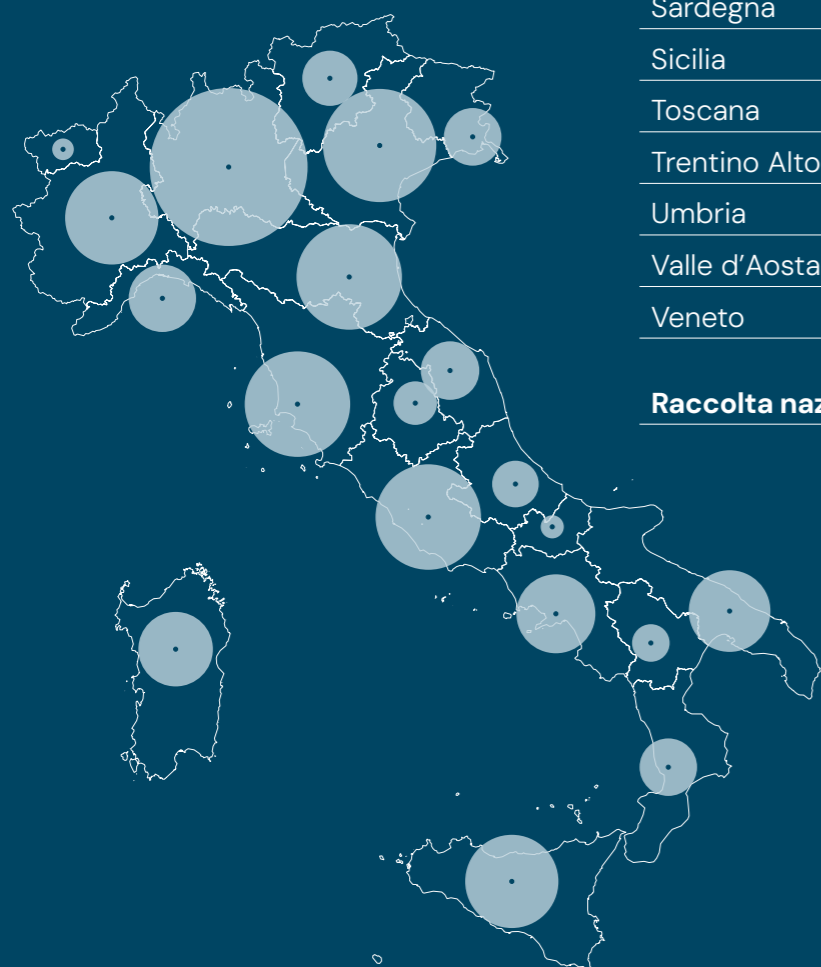 Sardegna
Sicilia
Toscana
Trentino Alto
Umbria
Valle d’Aosta
Veneto
Raccolta naz